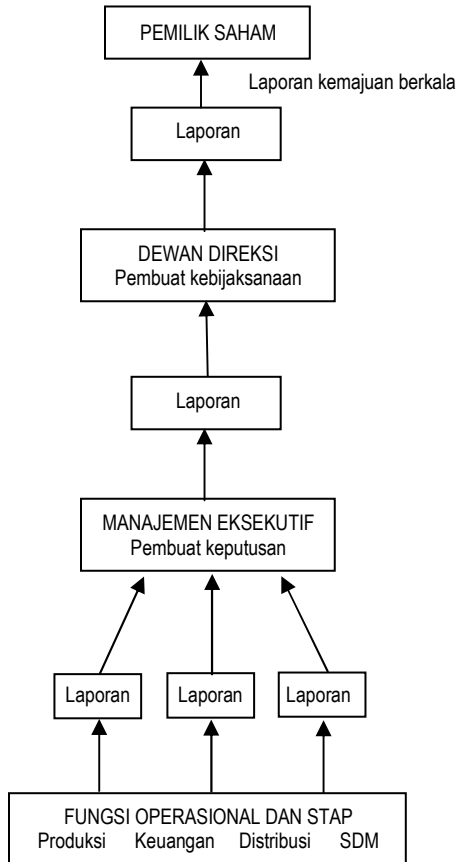 PEMILIK SAHAM
Laporan kemajuan berkala
Laporan
DEWAN DIREKSI
Pembuat kebijaksanaan
Laporan
MANAJEMEN EKSEKUTIF
Pembuat keputusan
Laporan Laporan Laporan
FUNGSI OPERASIONAL DAN STAP
Produksi Keuangan Distribusi SDM